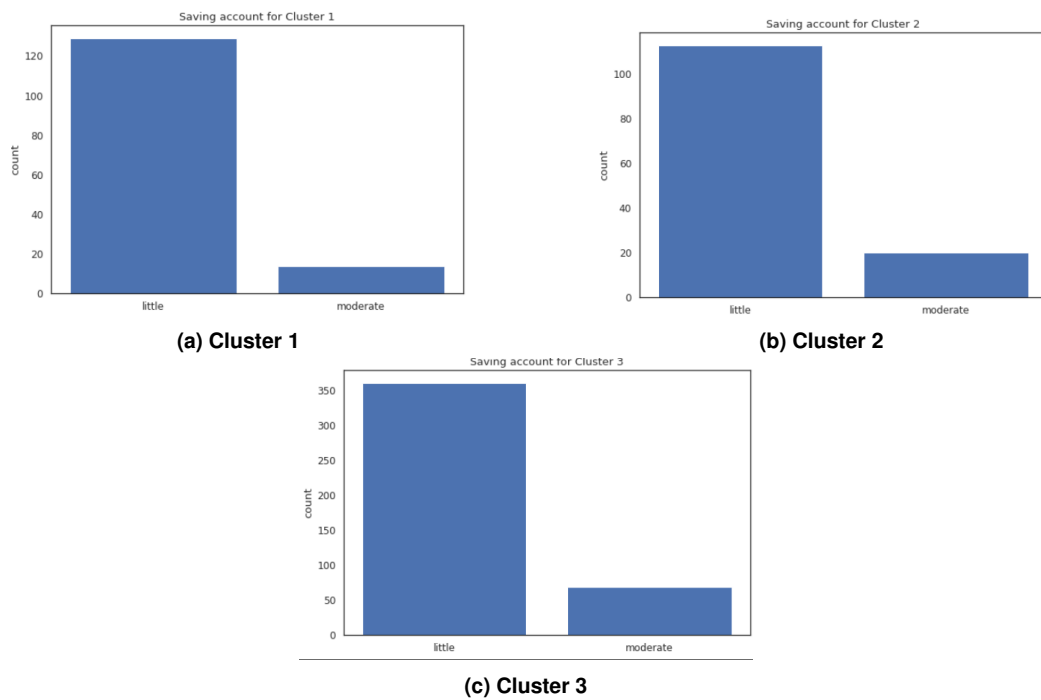 Saving account for Cluster 1
count
120
100
80
60
40
20
0
little moderate
(a) Cluster 1
Saving account for Cluster 2
count
100
80
60
40
20
0
little moderate
(b) Cluster 2
Saving account for Cluster 3
count
350
300
250
200
150
100
50
0
little moderate
(c) Cluster 3